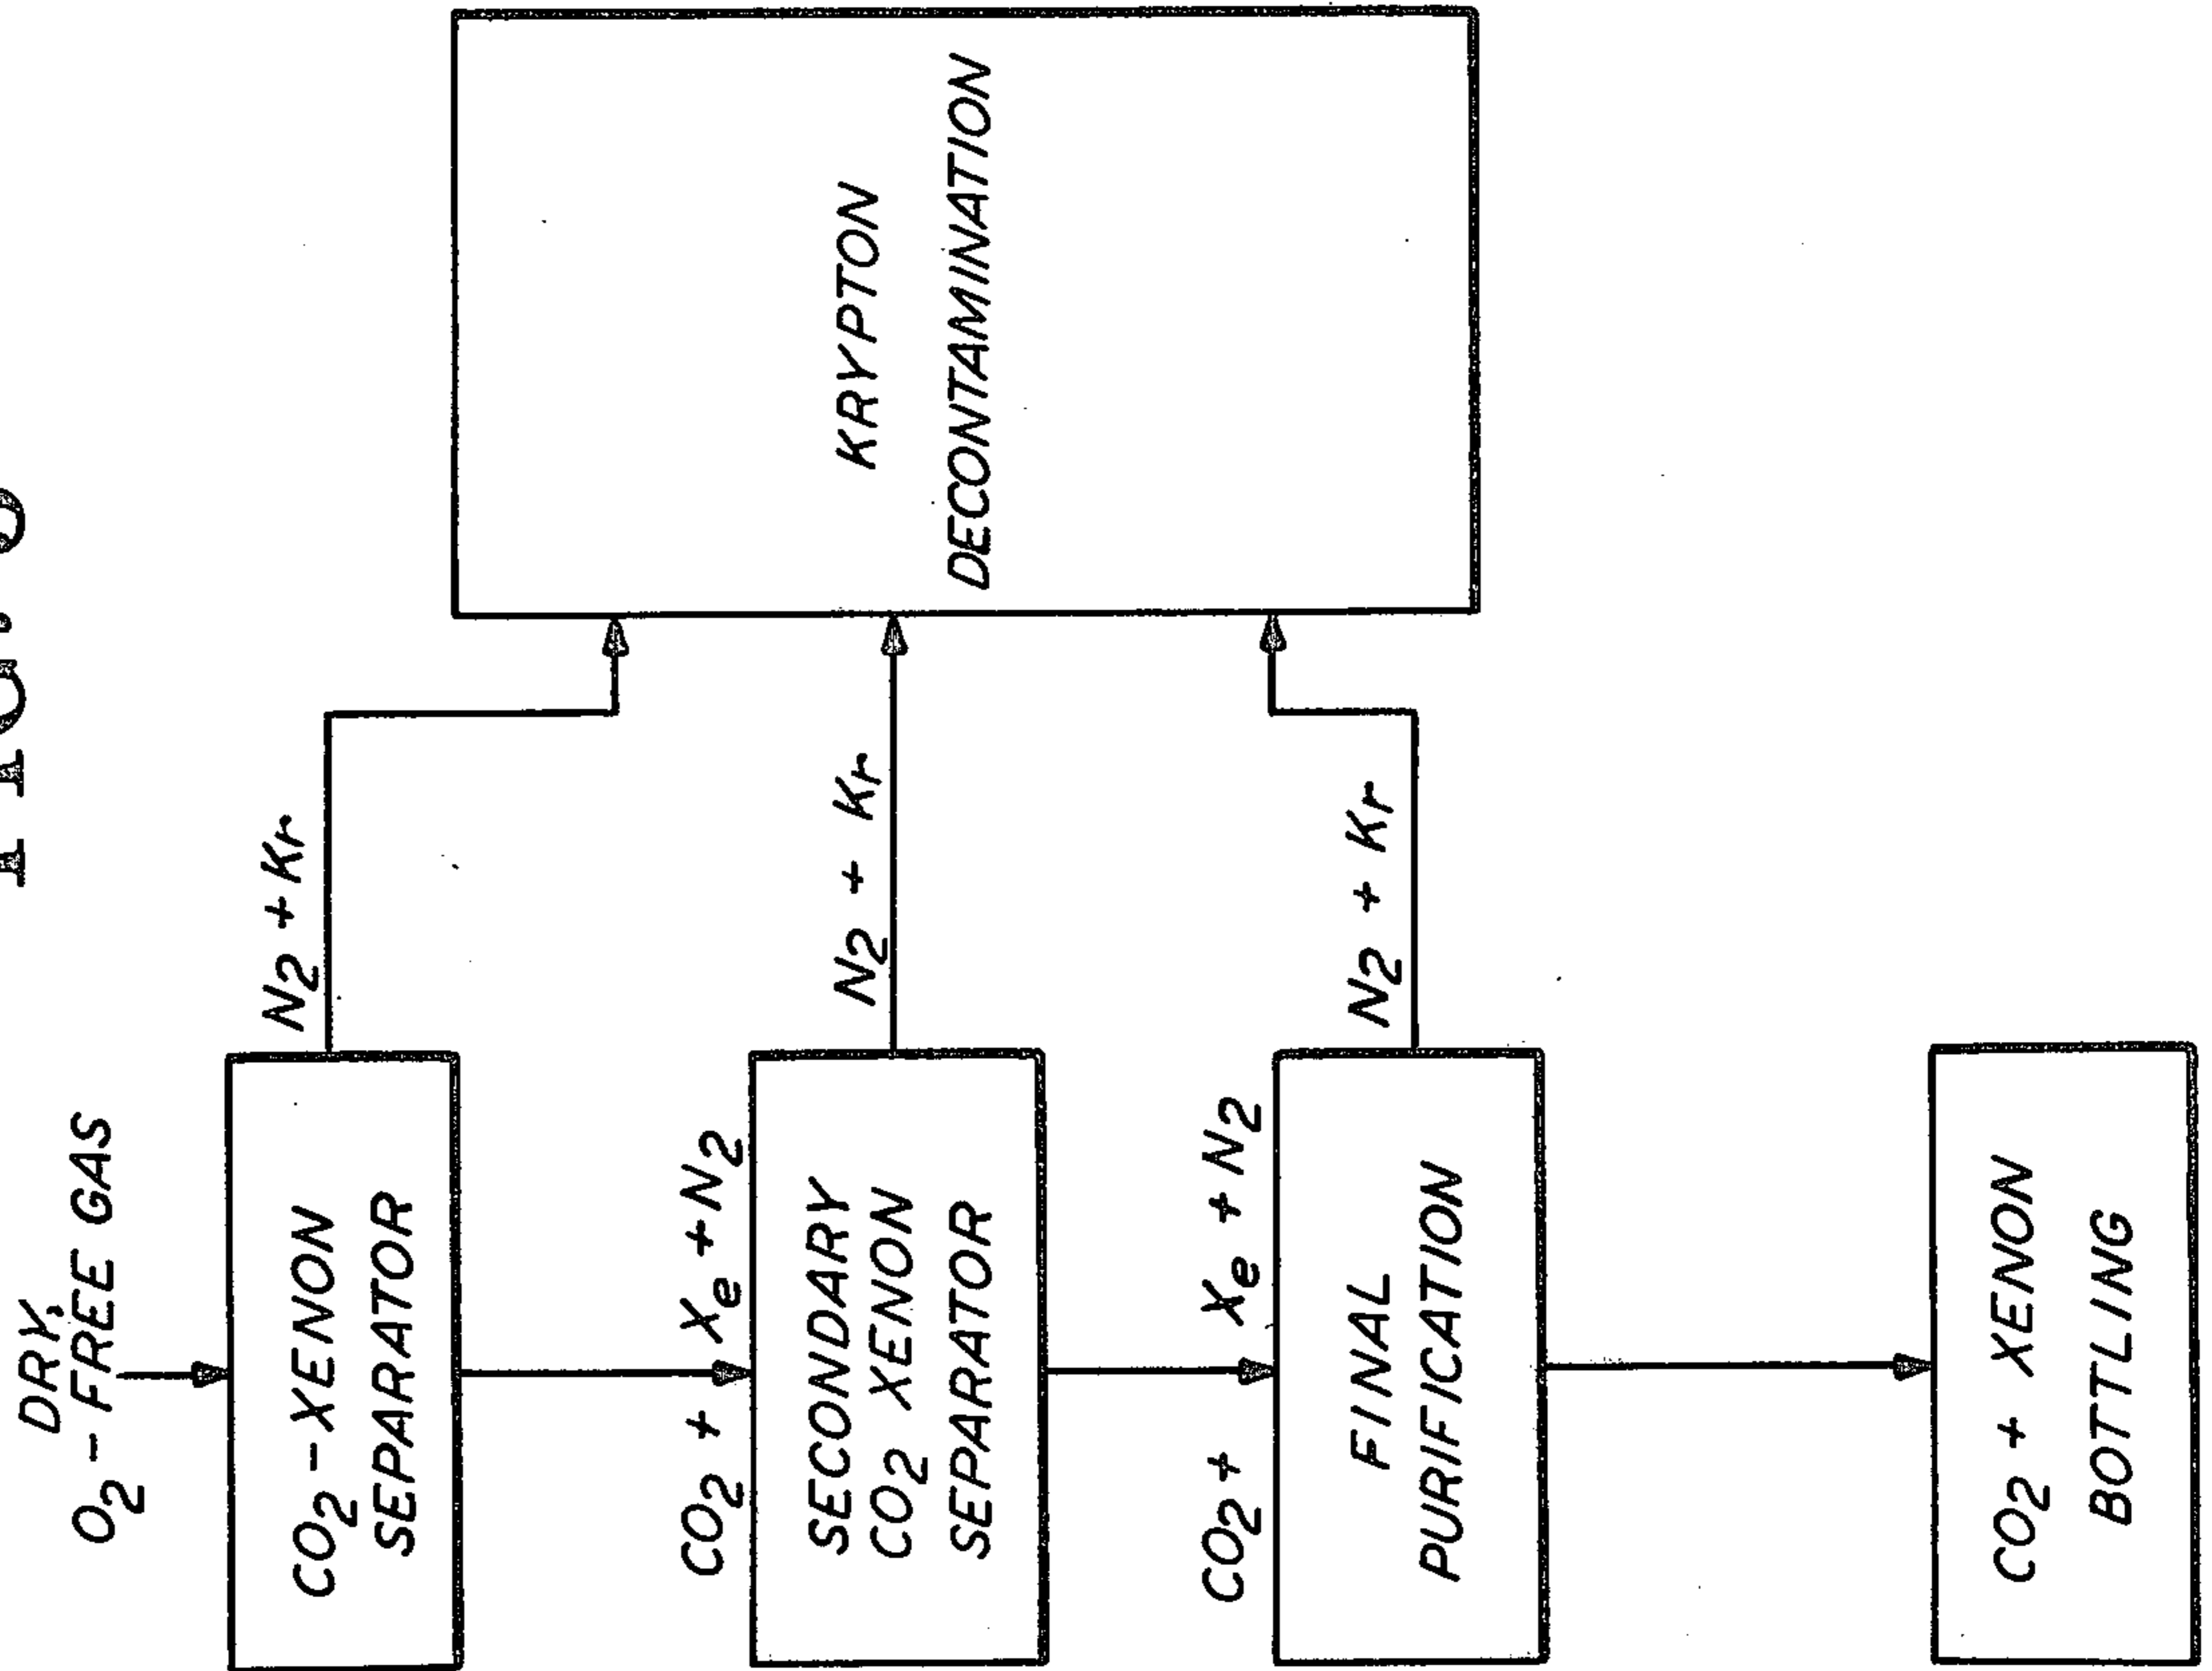 FIG.
DRY,
O2-FREE GAS
CO2-XENON
SEPARATOR
N2+Kr
CO2 + Xe+N2
SECONDARY
CO2 XENON
SEPARATOR
N2 + Kr
CO2 + Xe +N2
FINAL
PURIFICATION
N2 + Kr
CO2 + XENON
BOTTLING
KRYPTON
DECONTAMINATION